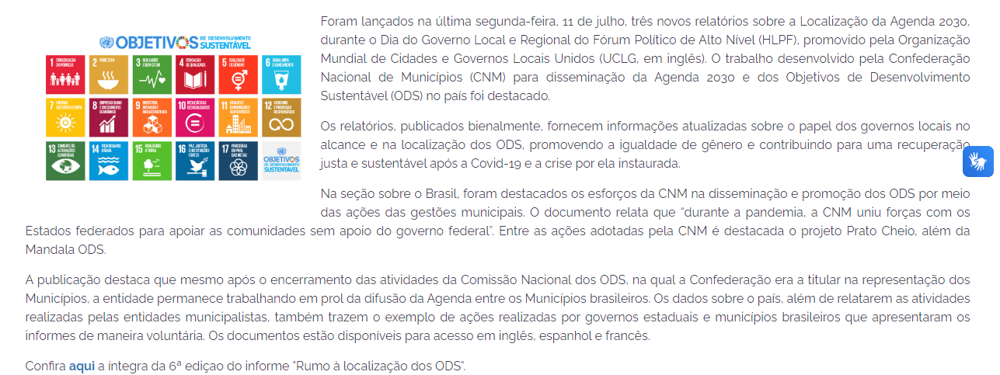 OBJETIVOS DE DESENVOLVIMENTO SUSTENTÁVEL
1 ERRADICAÇÃO DA POBREZA
2 FOME ZERO
3 BOA SAÚDE E BEM-ESTAR
4 EDUCAÇÃO DE QUALIDADE
5 IGUALDADE DE GÊNERO
6 ÁGUA LIMPA E SANEAMENTO
7
8 EMPREGO DIGNO E CRESCIMENTO ECONÔMICO
9 INDÚSTRIA, INOVAÇÃO E INFRAESTRUTURA
10 REDUÇÃO DAS DESIGUALDADES
11 CIDADES E COMUNIDADES SUSTENTÁVEIS
12 CONSUMO E PRODUÇÃO RESPONSÁVEIS
13 COMBATE ÀS ALTERAÇÕES CLIMÁTICAS
14 VIDA DEBAIXO D'ÁGUA
15 VIDA SOBRE A TERRA
16 PAZ, JUSTIÇA E INSTITUIÇÕES FORTES
17 PARCERIAS EM PROL DAS METAS
OBJETIVOS DE DESENVOLVIMENTO SUSTENTÁVEL
Foram lançados na última segunda-feira, 11 de julho, três novos relatórios sobre a Localização da Agenda 2030,
durante o Dia do Governo Local e Regional do Fórum Político de Alto Nível (HLPF), promovido pela Organização
Mundial de Cidades e Governos Locais Unidos (UCLG, em inglês). O trabalho desenvolvido pela Confederação
Nacional de Municípios (CNM) para disseminação da Agenda 2030 e dos Objetivos de Desenvolvimento
Sustentável (ODS) no país foi destacado.
Os relatórios, publicados bienalmente, fornecem informações atualizadas sobre o papel dos governos locais no
alcance e na localização dos ODS, promovendo a igualdade de gênero e contribuindo para uma recuperação
justa e sustentável após a Covid-19 e a crise por ela instaurada.
Na seção sobre o Brasil, foram destacados os esforços da CNM na disseminação e promoção dos ODS por meio
das ações das gestões municipais. O documento relata que “durante a pandemia, a CNM uniu forças com os
Estados federados para apoiar as comunidades sem apoio do governo federal”. Entre as ações adotadas pela CNM é destacada o projeto Prato Cheio, além da
Mandala ODS.
A publicação destaca que mesmo após o encerramento das atividades da Comissão Nacional dos ODS, na qual a Confederação era a titular na representação dos
Municípios, a entidade permanece trabalhando em prol da difusão da Agenda entre os Municípios brasileiros. Os dados sobre o país, além de relatarem as atividades
realizadas pelas entidades municipalistas, também trazem o exemplo de ações realizadas por governos estaduais e municípios brasileiros que apresentaram os
informes de maneira voluntária. Os documentos estão disponíveis para acesso em inglês, espanhol e francês.
Confira aqui a íntegra da 6ª ediçao do informe "Rumo à localização dos ODS".